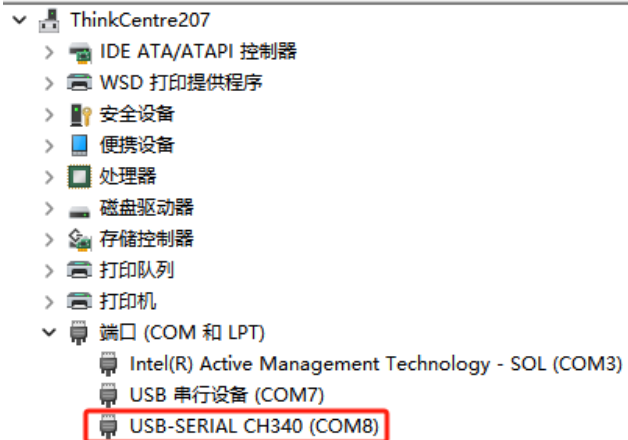 ThinkCentre207
IDE ATA/ATAPI 控制器
WSD 打印提供程序
安全设备
便携设备
处理器
磁盘驱动器
存储控制器
打印队列
打印机
端口 (COM 和 LPT)
Intel(R) Active Management Technology - SOL (COM3)
USB 串行设备 (COM7)
USB-SERIAL CH340 (COM8)